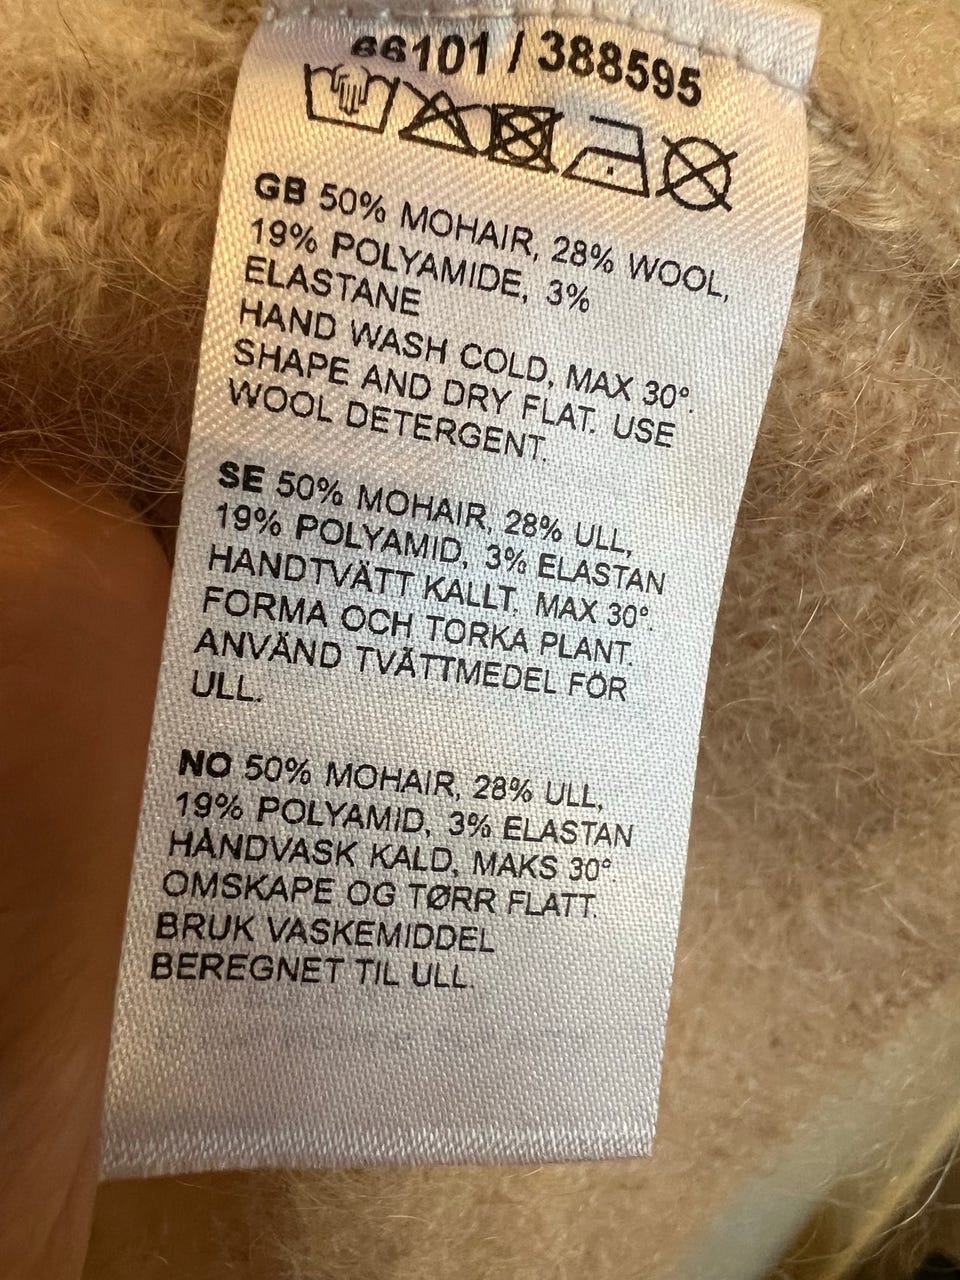 66101 / 388595
GB 50% MOHAIR, 28% WOOL,
19% POLYAMIDE, 3%
ELASTANE
HAND WASH COLD, MAX 30°.
SHAPE AND DRY FLAT. USE
WOOL DETERGENT.
SE 50% MOHAIR, 28% ULL,
19% POLYAMID, 3% ELASTAN
HANDTVÄTT KALLT, MAX 30°.
FORMA OCH TORKA PLANT.
ANVÄND TVÄTTMEDEL FÖR
ULL.
NO 50% MOHAIR, 28% ULL,
19% POLYAMID, 3% ELASTAN
HÅNDVASK KALD, MAKS 30°.
OMSKAPE OG TØRR FLATT.
BRUK VASKEMIDDEL
BEREGNET TIL ULL.